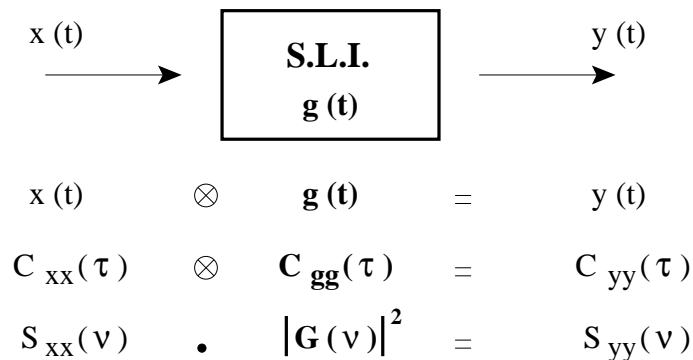 x (t) S.L.I. y (t)
g (t)
x (t) ⊗ g (t) = y (t)
C xx(τ) ⊗ C gg(τ) = C yy(τ)
S xx(ν) . |G(ν)|² = S yy(ν)